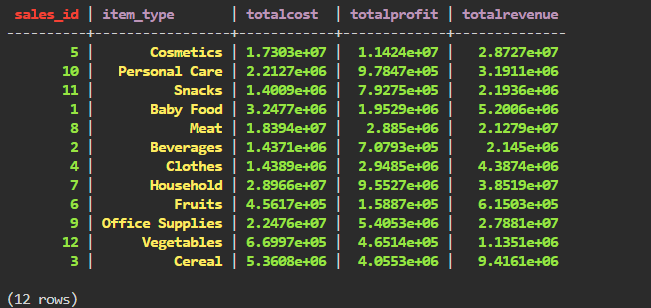 sales_id | item_type | totalcost | totalprofit | totalrevenue
---------+-----------------+------------+-------------+--------------
5 | Cosmetics | 1.7303e+07 | 1.1424e+07 | 2.8727e+07
10 | Personal Care | 2.2127e+06 | 9.7847e+05 | 3.1911e+06
11 | Snacks | 1.4009e+06 | 7.9275e+05 | 2.1936e+06
1 | Baby Food | 3.2477e+06 | 1.9529e+06 | 5.2006e+06
8 | Meat | 1.8394e+07 | 2.885e+06 | 2.1279e+07
2 | Beverages | 1.4371e+06 | 7.0793e+05 | 2.145e+06
4 | Clothes | 1.4389e+06 | 2.9485e+06 | 4.3874e+06
7 | Household | 2.8966e+07 | 9.5527e+06 | 3.8519e+07
6 | Fruits | 4.5617e+05 | 1.5887e+05 | 6.1503e+05
9 | Office Supplies | 2.2476e+07 | 5.4053e+06 | 2.7881e+07
12 | Vegetables | 6.6997e+05 | 4.6514e+05 | 1.1351e+06
3 | Cereal | 5.3608e+06 | 4.0553e+06 | 9.4161e+06
(12 rows)